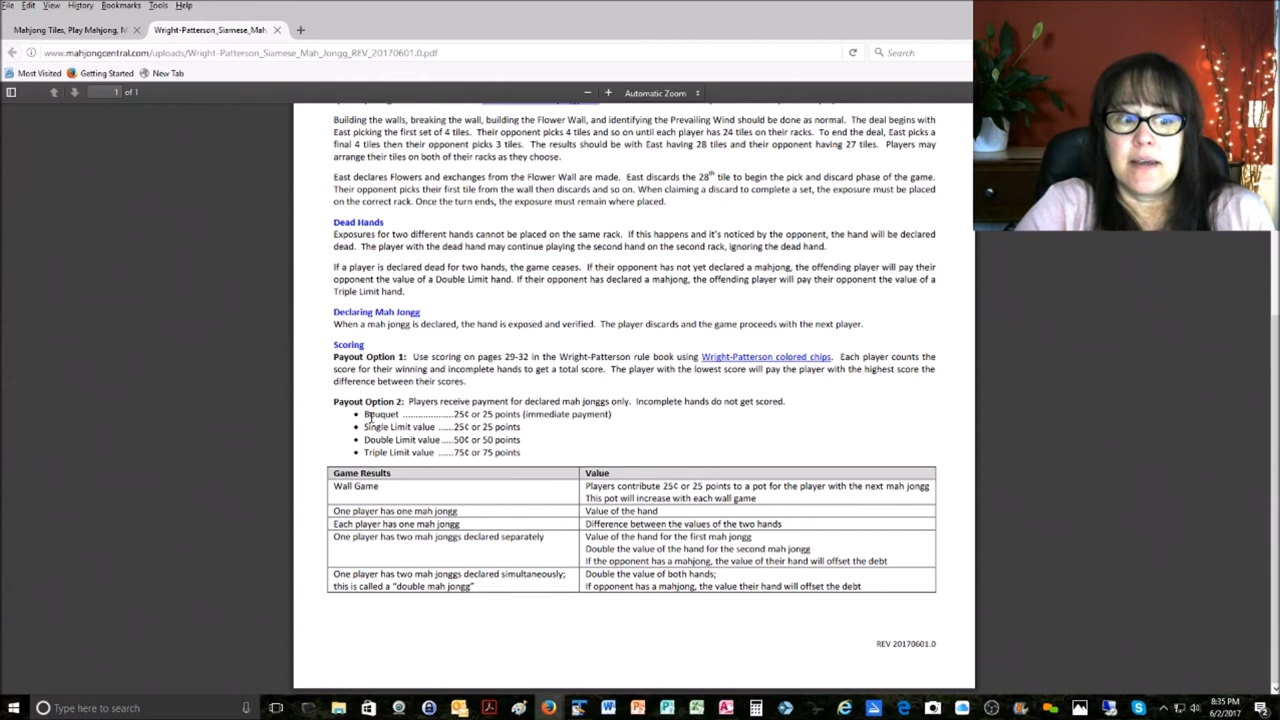 File Edit View History Bookmarks Tools Help
Mahjong Tiles, Play Mahjong, M Wright-Patterson_Siamese_Mah
www.mahjongcentral.com/uploads/Wright-Patterson_Siamese_Mah_Jongg_REV_20170601.0.pdf Search
Most Visited Getting Started New Tab
1 of 1 Automatic Zoom
Building the walls, breaking the wall, building the Flower Wall, and identifying the Prevailing Wind should be done as normal. The deal begins with
East picking the first set of 4 tiles. Their opponent picks 4 tiles and so on until each player has 24 tiles on their racks. To end the deal, East picks a
final 4 tiles then their opponent picks 3 tiles. The results should be with East having 28 tiles and their opponent having 27 tiles. Players may
arrange their tiles on both of their racks as they choose.
East declares Flowers and exchanges from the Flower Wall are made. East discards the 28th tile to begin the pick and discard phase of the game.
Their opponent picks their first tile from the wall then discards and so on. When claiming a discard to complete a set, the exposure must be placed
on the correct rack. Once the turn ends, the exposure must remain where placed.
Dead Hands
Exposures for two different hands cannot be placed on the same rack. If this happens and it's noticed by the opponent, the hand will be declared
dead. The player with the dead hand may continue playing the second hand on the second rack, ignoring the dead hand.
If a player is declared dead for two hands, the game ceases. If their opponent has not yet declared a mahjong, the offending player will pay their
opponent the value of a Double Limit hand. If their opponent has declared a mahjong, the offending player will pay their opponent the value of a
Triple Limit hand.
Declaring Mah Jongg
When a mah jongg is declared, the hand is exposed and verified. The player discards and the game proceeds with the next player.
Scoring
Payout Option 1: Use scoring on pages 29-32 in the Wright-Patterson rule book using Wright-Patterson colored chips. Each player counts the
score for their winning and incomplete hands to get a total score. The player with the lowest score will pay the player with the highest score the
difference between their scores.
Payout Option 2: Players receive payment for declared mah jonggs only. Incomplete hands do not get scored.
• Bouquet ....................25¢ or 25 points (immediate payment)
• Single Limit value ......25¢ or 25 points
• Double Limit value.....50¢ or 50 points
• Triple Limit value ......75¢ or 75 points
Game Results Value
Wall Game Players contribute 25¢ or 25 points to a pot for the player with the next mah jongg
This pot will increase with each wall game
One player has one mah jongg Value of the hand
Each player has one mah jongg Difference between the values of the two hands
One player has two mah jonggs declared separately Value of the hand for the first mah jongg
Double the value of the hand for the second mah jongg
If the opponent has a mahjong, the value of their hand will offset the debt
One player has two mah jonggs declared simultaneously; Double the value of both hands;
this is called a "double mah jongg" If opponent has a mahjong, the value their hand will offset the debt
REV 20170601.0
Type here to search 8:35 PM
6/2/2017